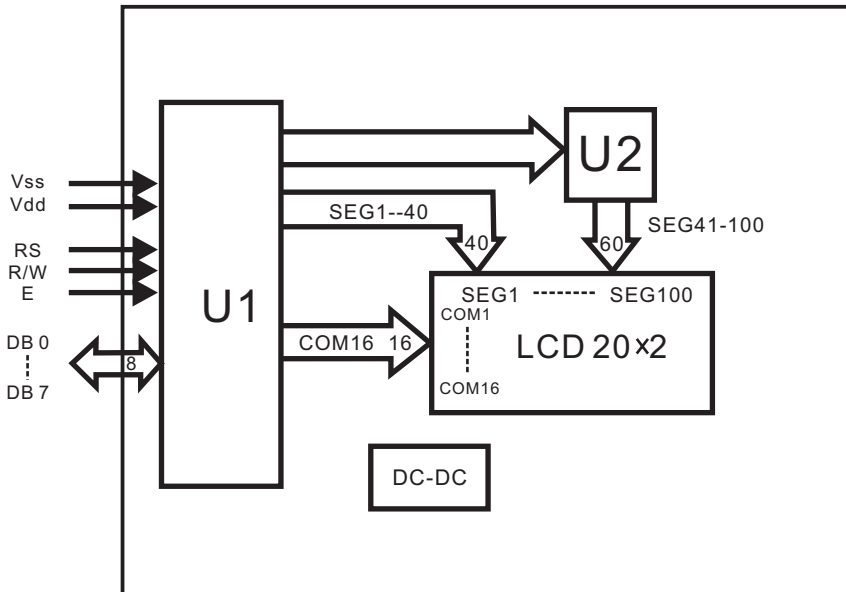 Vss
Vdd
RS
R/W
E
DB 0
DB 7
8
U1
U2
SEG1--40
40
SEG41-100
60
COM16 16
SEG1 SEG100
COM1
COM16
LCD 20×2
DC-DC